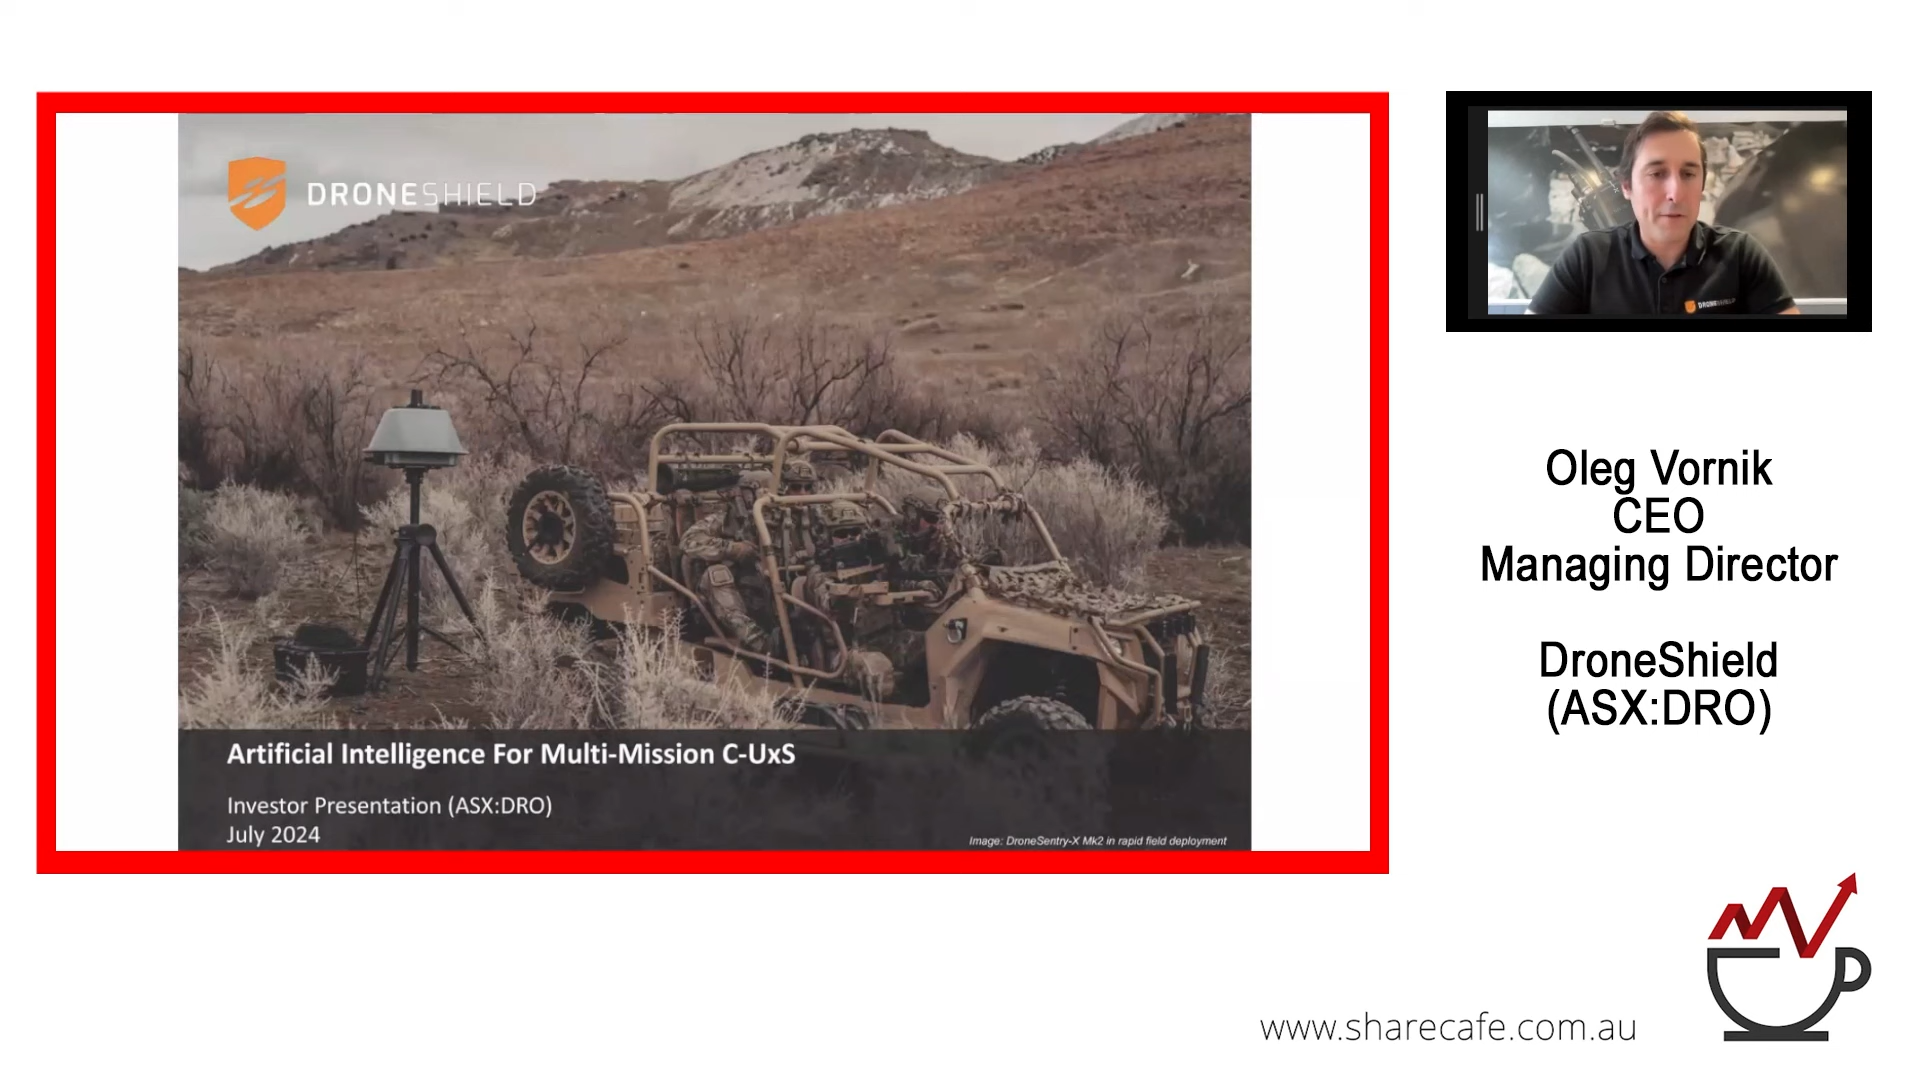 DRONESHIELD
Artificial Intelligence For Multi-Mission C-UxS
Investor Presentation (ASX:DRO)
July 2024
Image: DroneSentry-X Mk2 in rapid field deployment
DRONESHIELD
Oleg Vornik
CEO
Managing Director
DroneShield
(ASX:DRO)
www.sharecafe.com.au